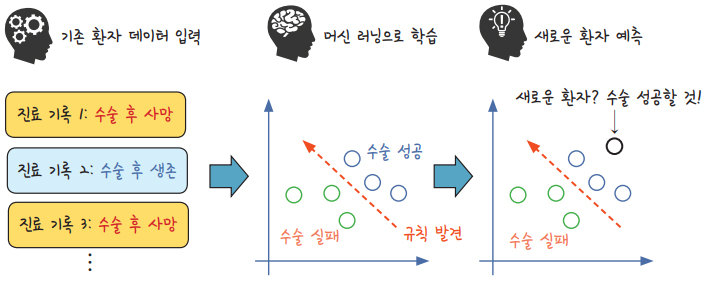 기존 환자 데이터 입력
머신 러닝으로 학습
새로운 환자 예측
진료 기록 1: 수술 후 사망
진료 기록 2: 수술 후 생존
진료 기록 3: 수술 후 사망
⋮
수술 성공
수술 실패
규칙 발견
새로운 환자? 수술 성공할 것!
수술 실패